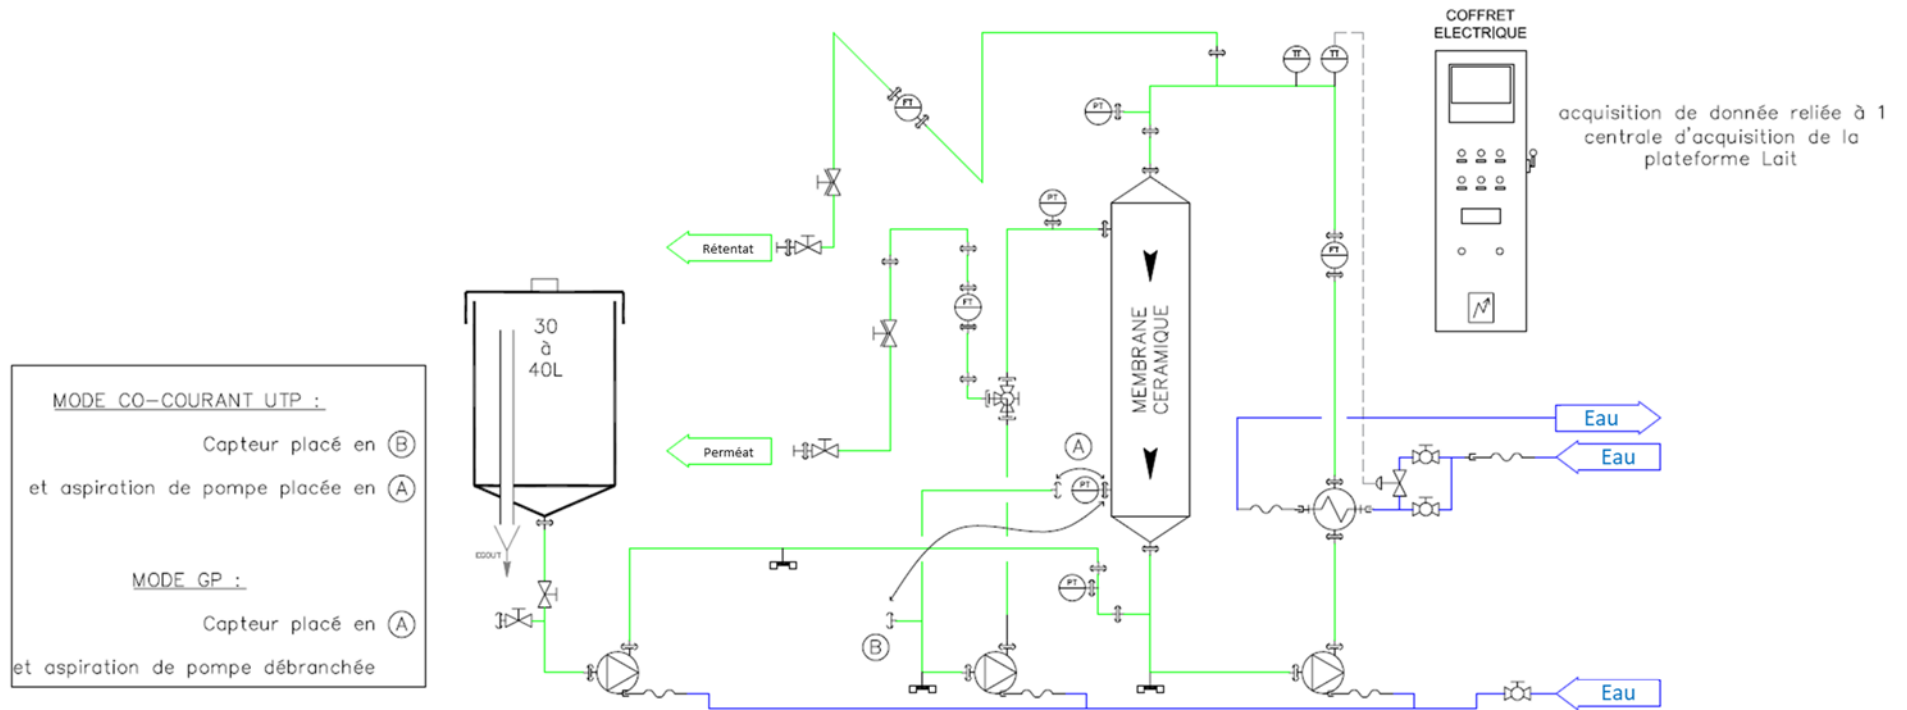 COFFRET
ELECTRIQUE
acquisition de donnée reliée à 1
centrale d'acquisition de la
plateforme Lait
TT
TT
FT
PT
PT
Rétentat
FT
FT
30
à
40L
MEMBRANE
CERAMIQUE
MODE CO-COURANT UTP :
Capteur placé en B
et aspiration de pompe placée en A
MODE GP :
Capteur placé en A
et aspiration de pompe débranchée
Perméat
A
PT
Eau
Eau
EGOUT
PT
B
Eau